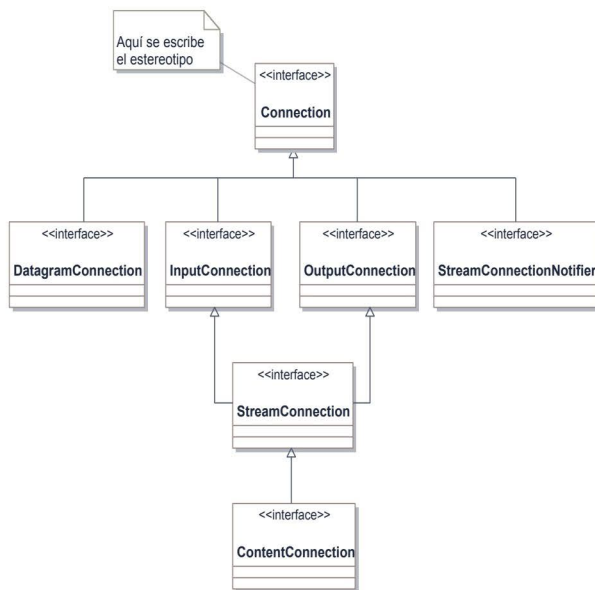 Aquí se escribe
el estereotipo
<<interface>>
Connection
<<interface>>
DatagramConnection
<<interface>>
InputConnection
<<interface>>
OutputConnection
<<interface>>
StreamConnectionNotifier
<<interface>>
StreamConnection
<<interface>>
ContentConnection